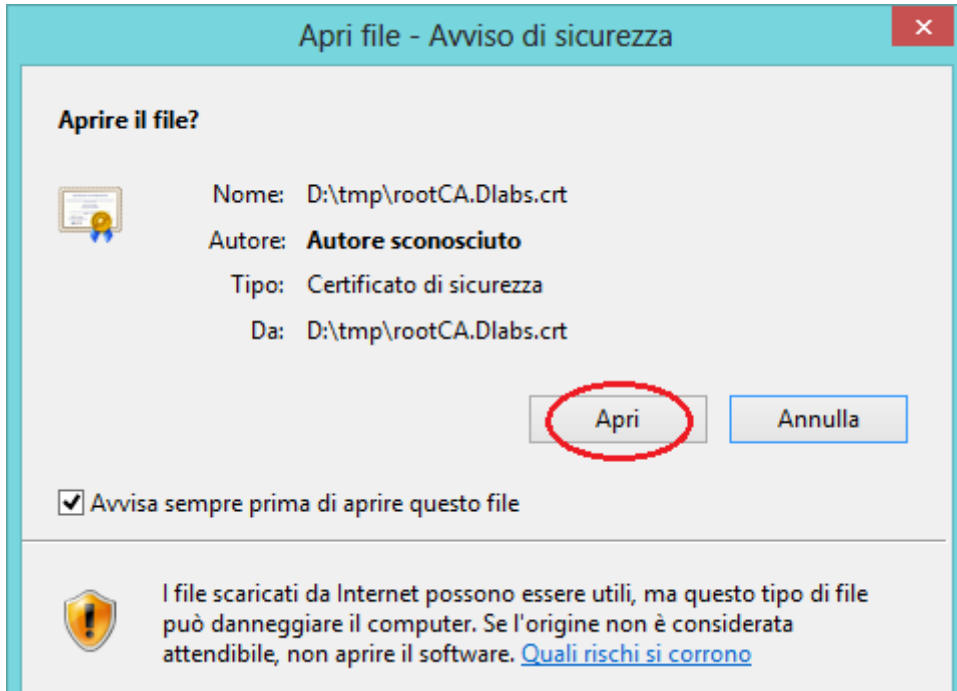 Apri file - Avviso di sicurezza
Aprire il file?
Nome: D:\tmp\rootCA.Dlabs.crt
Autore: Autore sconosciuto
Tipo: Certificato di sicurezza
Da: D:\tmp\rootCA.Dlabs.crt
Apri Annulla
Avvisa sempre prima di aprire questo file
I file scaricati da Internet possono essere utili, ma questo tipo di file
può danneggiare il computer. Se l'origine non è considerata
attendibile, non aprire il software. Quali rischi si corrono